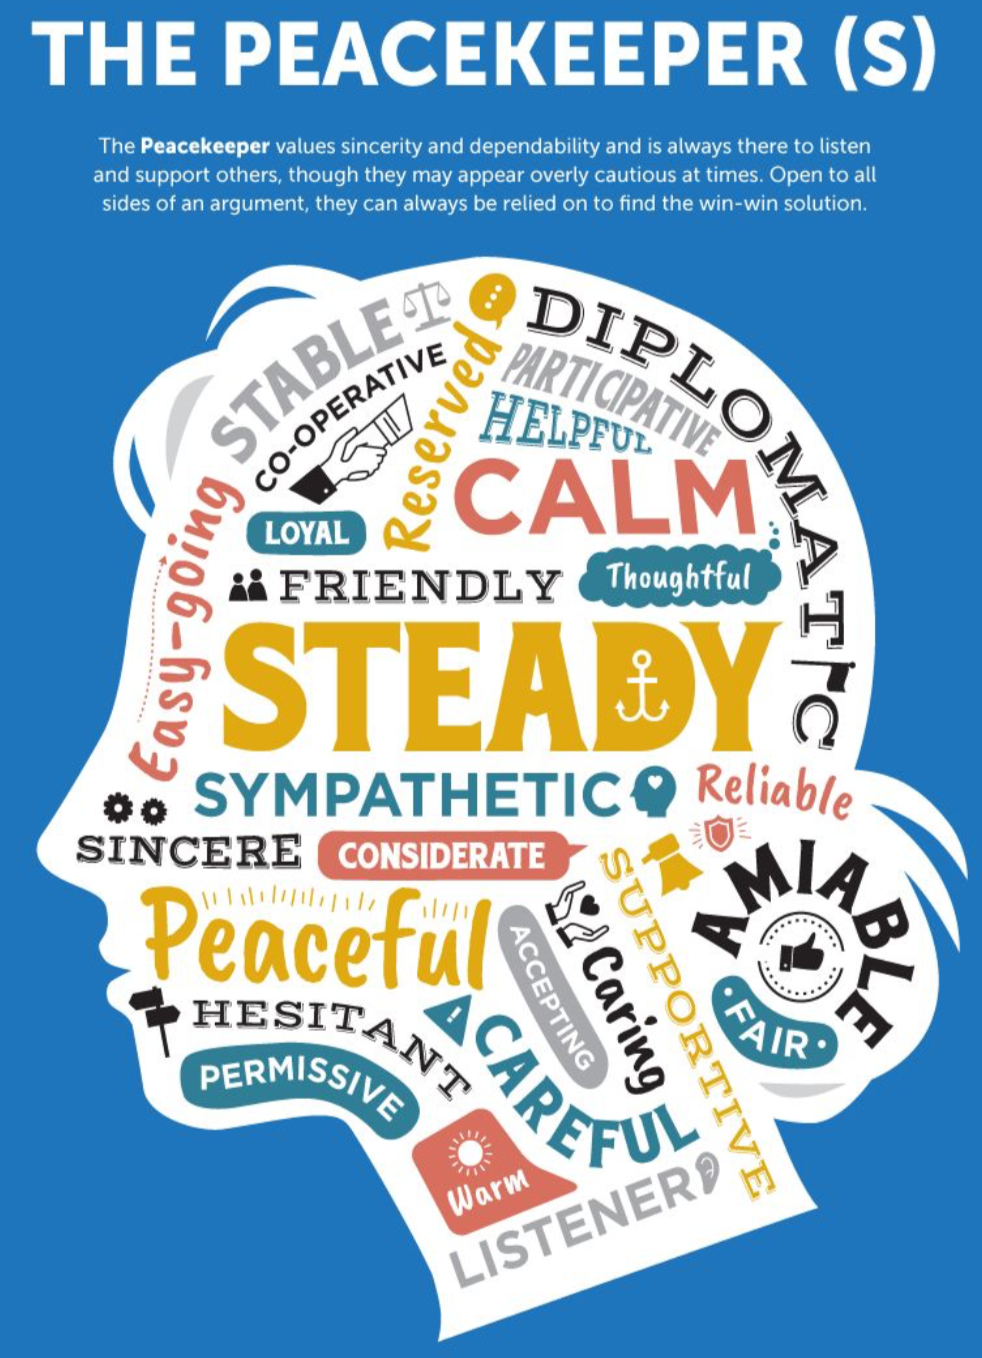 THE PEACEKEEPER (S)
The Peacekeeper values sincerity and dependability and is always there to listen
and support others, though they may appear overly cautious at times. Open to all
sides of an argument, they can always be relied on to find the win-win solution.
STABLE
CO-OPERATIVE
Reserved
DIPLOMATIC
PARTICIPATIVE
HELPFUL
CALM
Easy-going
LOYAL
FRIENDLY
Thoughtful
STEADY
SYMPATHETIC
Reliable
SINCERE
CONSIDERATE
SUPPORTIVE
AMIABLE
Peaceful
ACCEPTING
Caring
FAIR
HESITANT
CAREFUL
PERMISSIVE
Warm
LISTENER